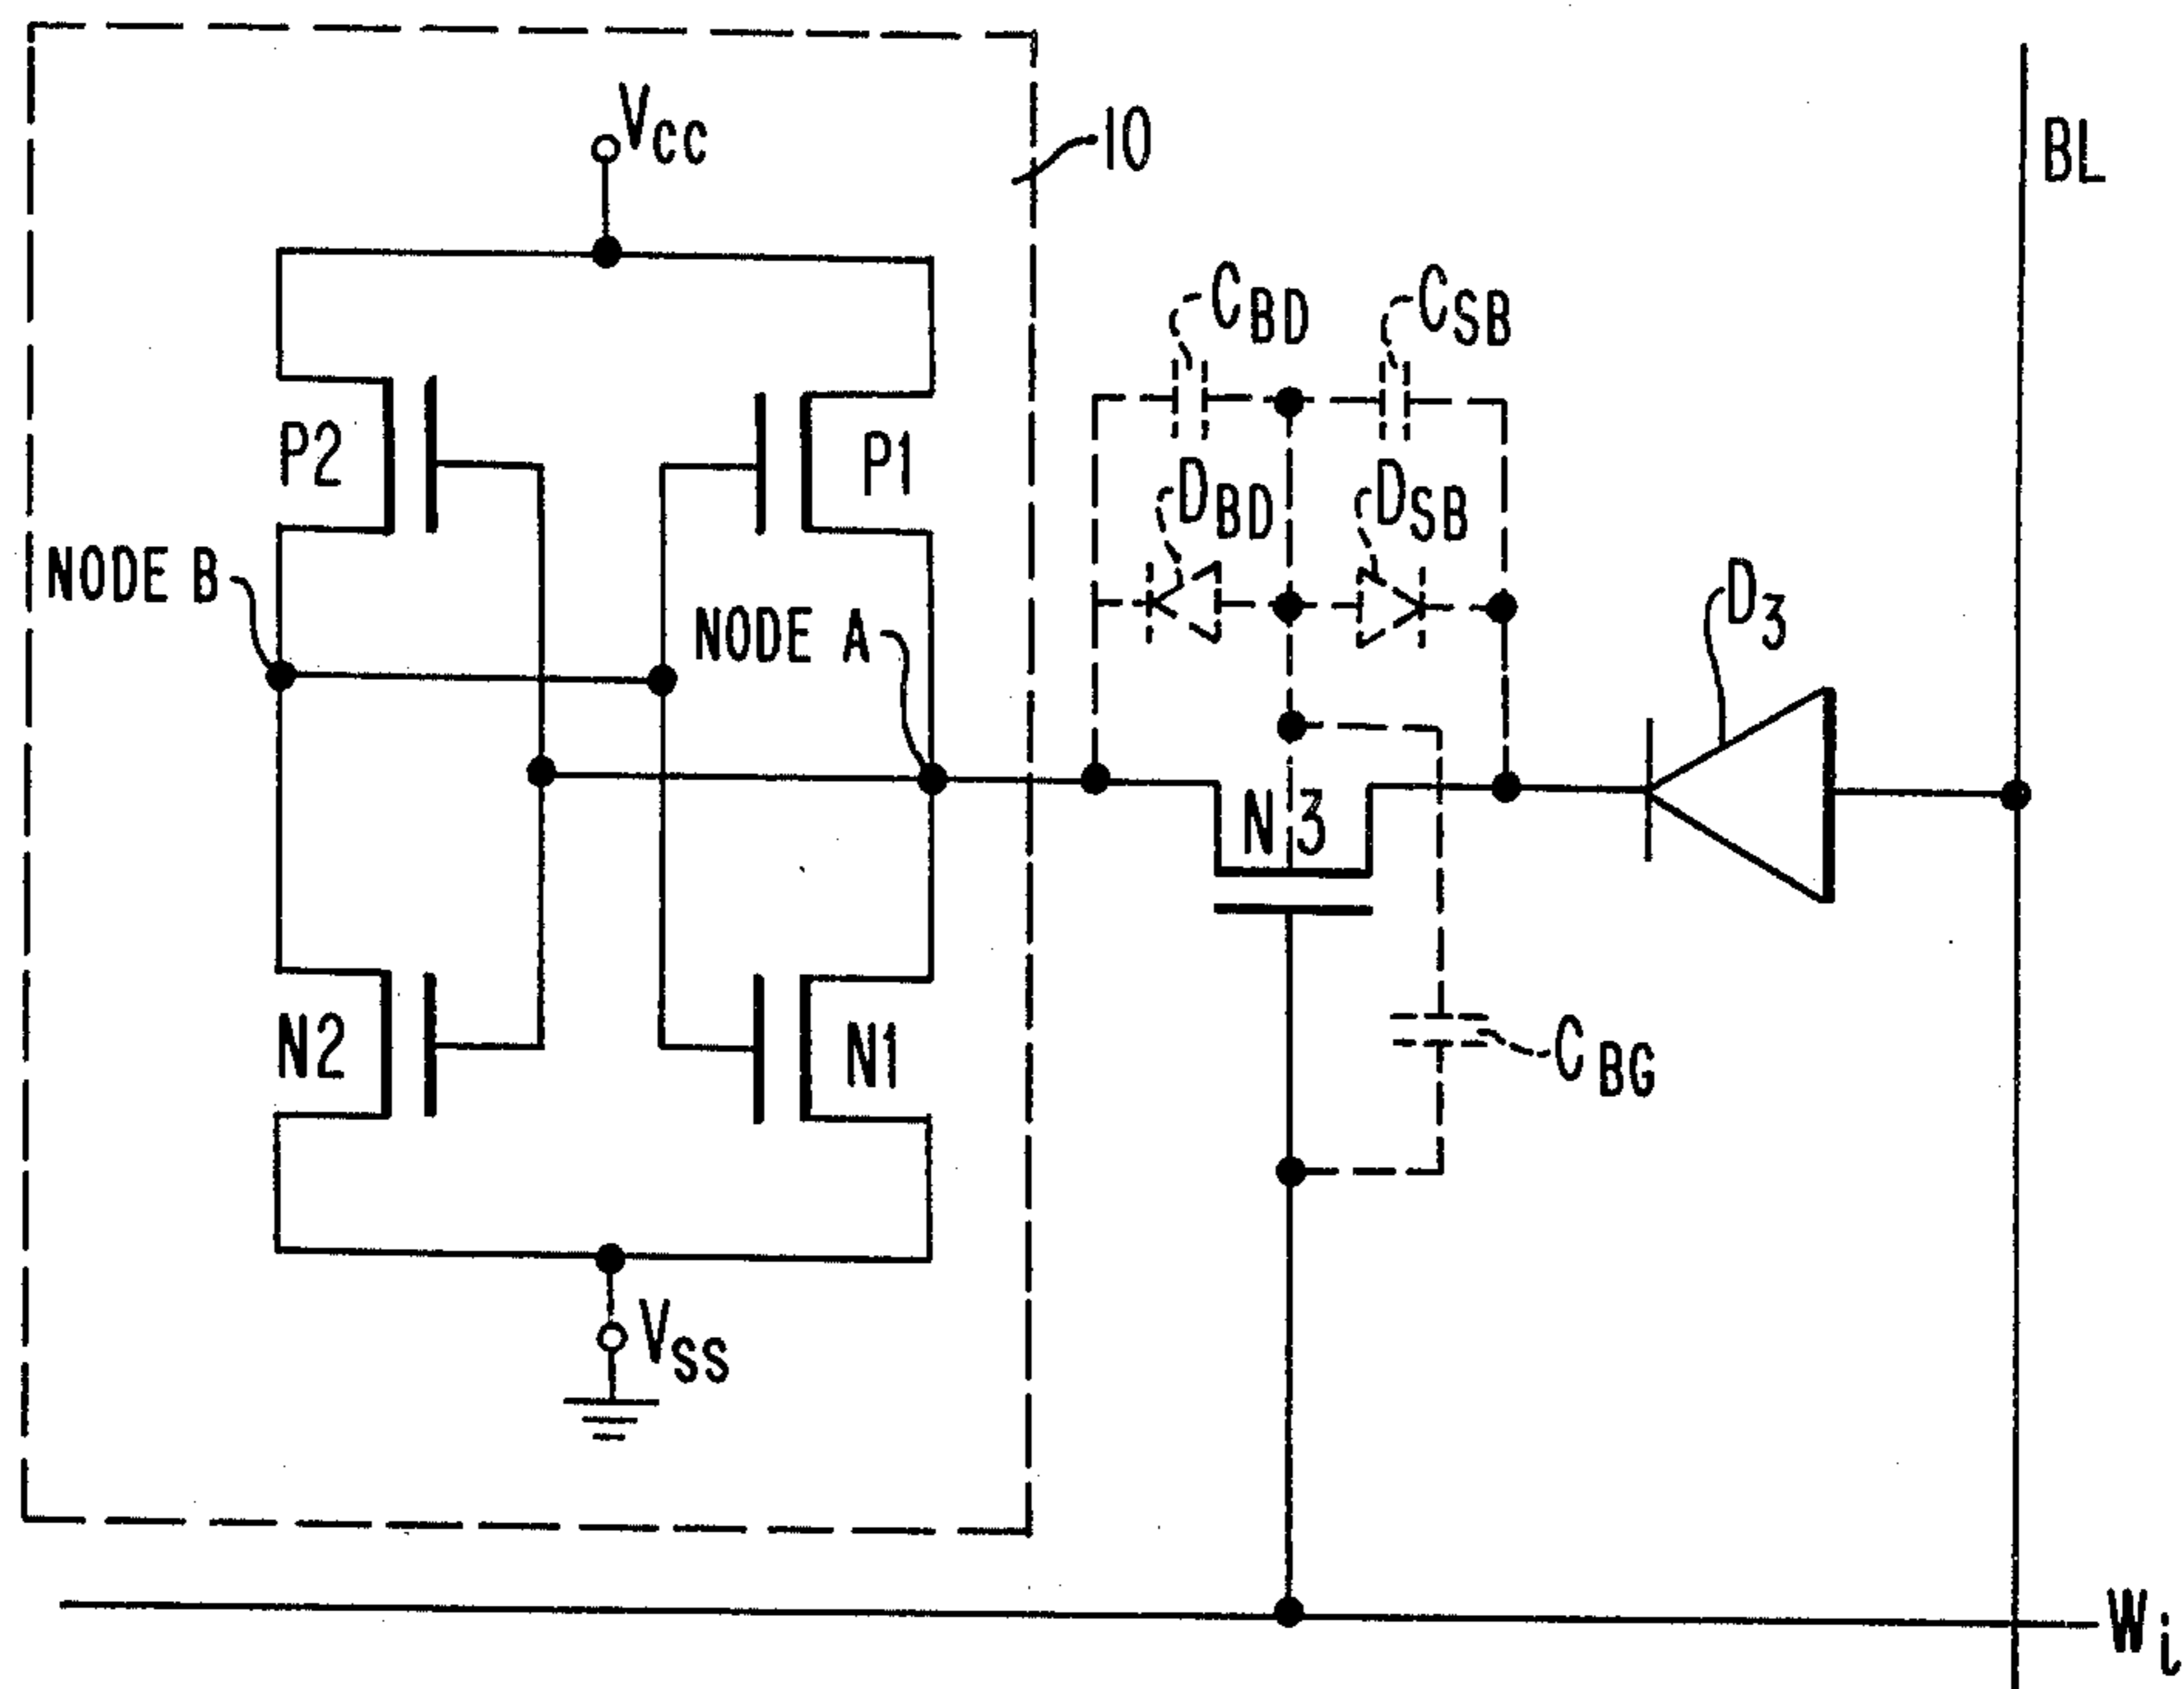 VCC
10
BL
CBD
CSB
P2
P1
DBD
DSB
NODE B
NODE A
D3
N3
N2
N1
CBG
VSS
Wi